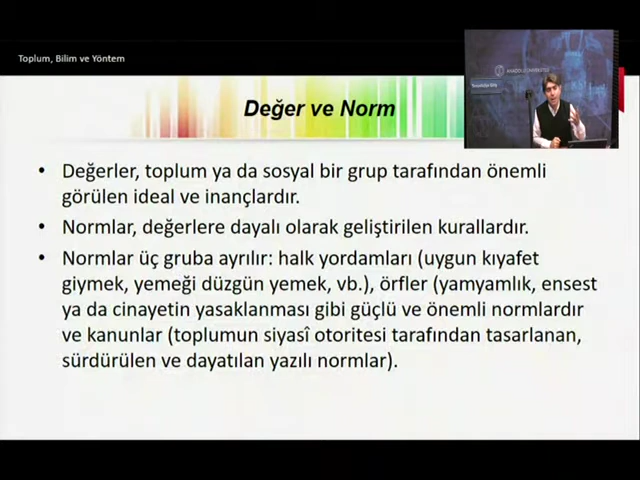 Toplum, Bilim ve Yöntem
Değer ve Norm
• Değerler, toplum ya da sosyal bir grup tarafından önemli
görülen ideal ve inançlardır.
• Normlar, değerlere dayalı olarak geliştirilen kurallardır.
• Normlar üç gruba ayrılır: halk yordamları (uygun kıyafet
giymek, yemeği düzgün yemek, vb.), örfler (yamyamlık, ensest
ya da cinayetin yasaklanması gibi güçlü ve önemli normlardır
ve kanunlar (toplumun siyasî otoritesi tarafından tasarlanan,
sürdürülen ve dayatılan yazılı normlar).